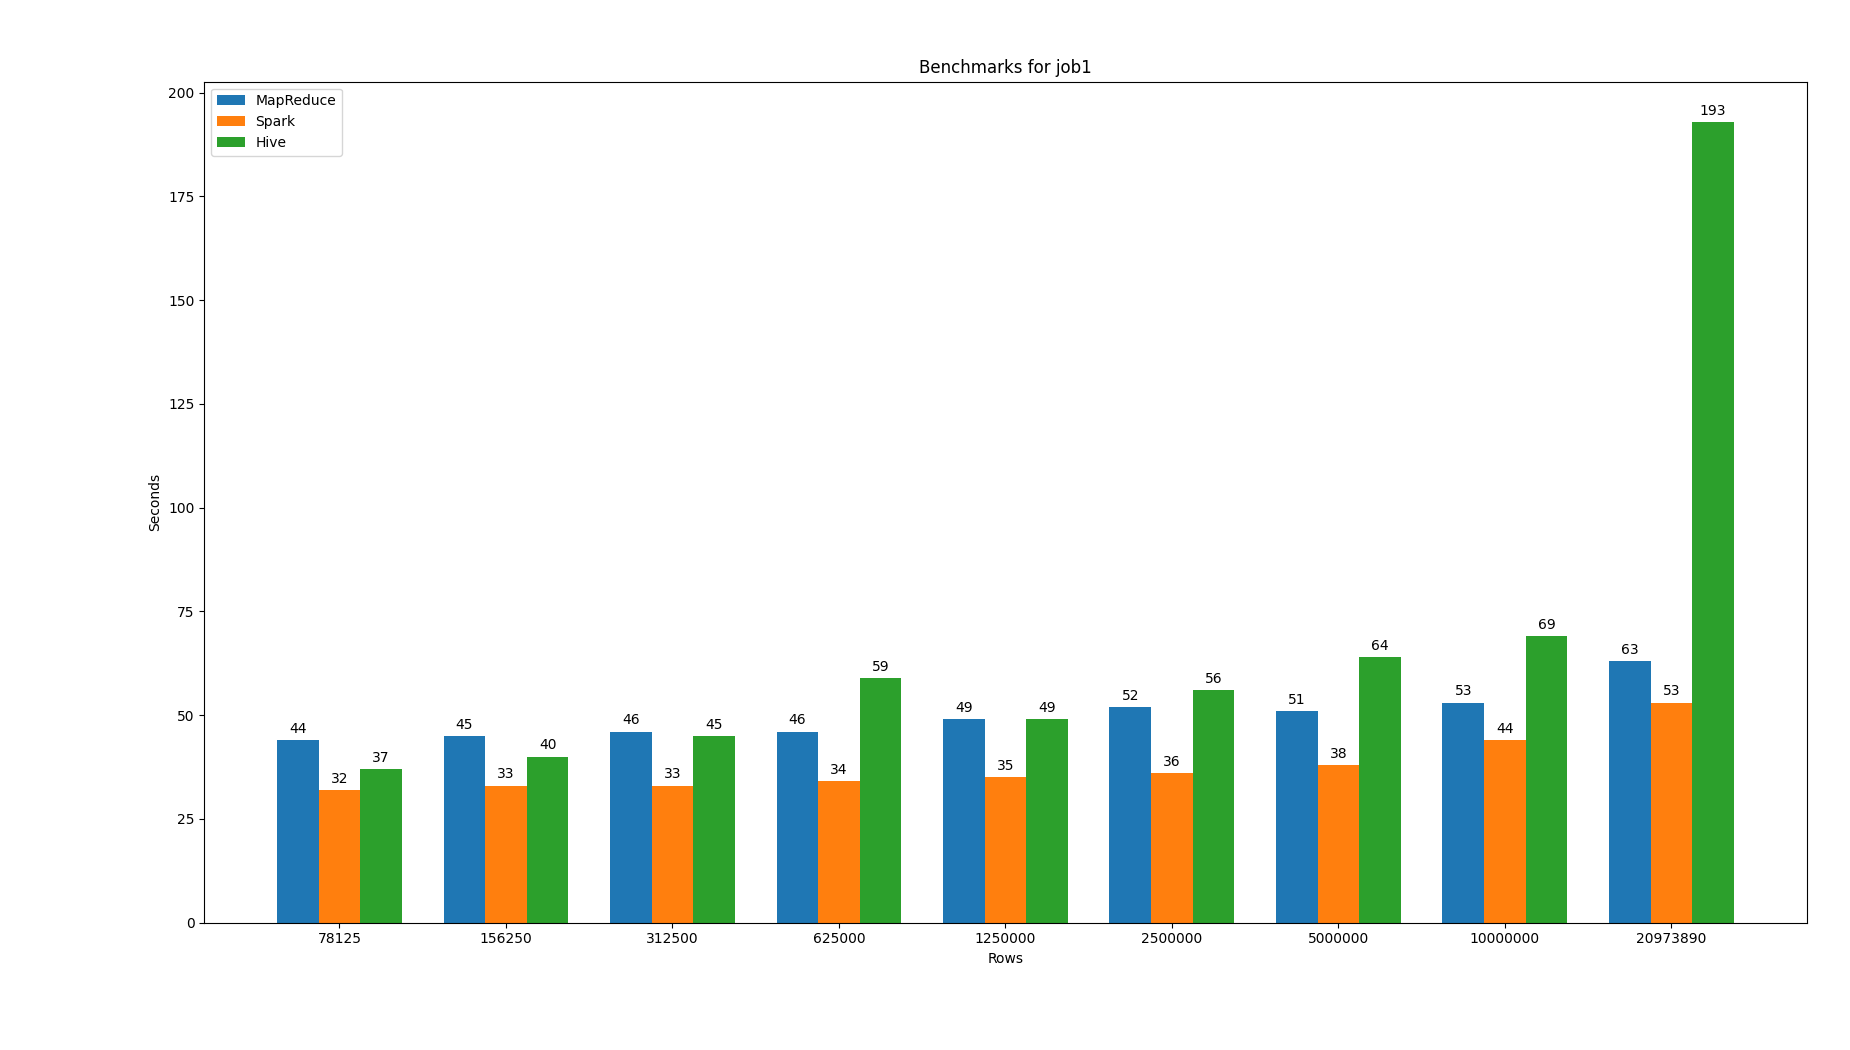 Benchmarks for job1
MapReduce
Spark
Hive
200
175
150
125
100
75
50
25
0
Seconds
44 32 37
45 33 40
46 33 45
46 34 59
49 35 49
52 36 56
51 38 64
53 44 69
63 53 193
78125 156250 312500 625000 1250000 2500000 5000000 10000000 20973890
Rows